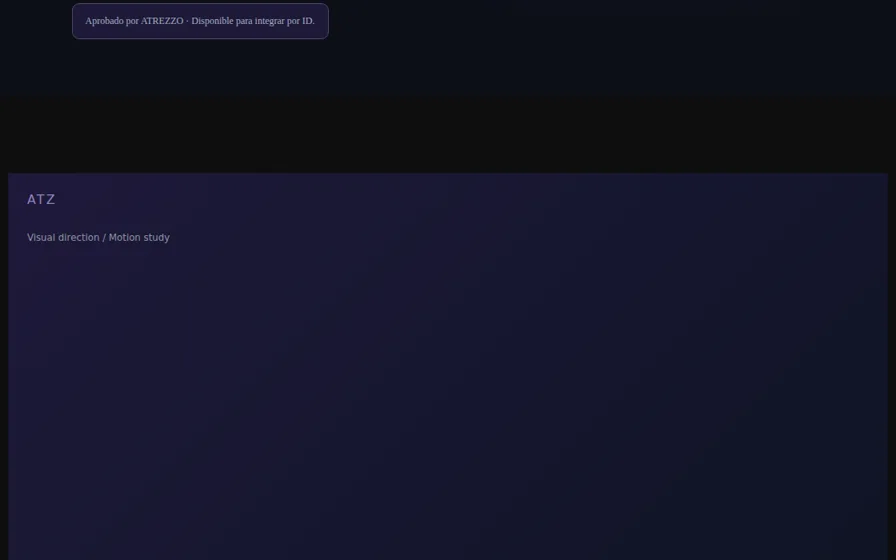 Aprobado por ATREZZO · Disponible para integrar por ID.
ATZ
Visual direction / Motion study